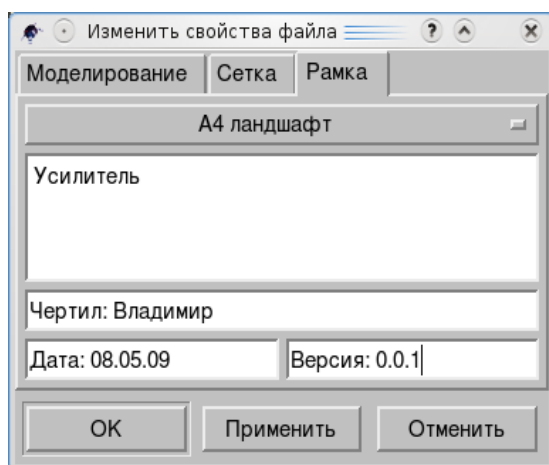 Изменить свойства файла
Моделирование Сетка Рамка
А4 ландшафт
Усилитель
Чертил: Владимир
Дата: 08.05.09 Версия: 0.0.1
OK Применить Отменить